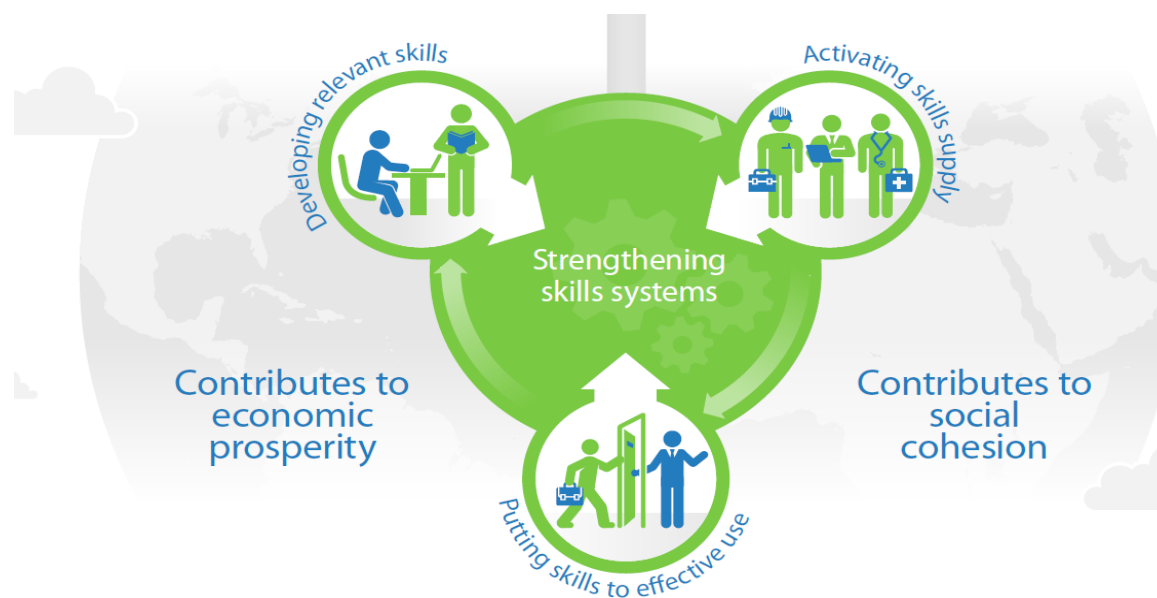 Developing relevant skills
Activating skills supply
Strengthening
skills systems
Contributes to
economic
prosperity
Contributes to
social
cohesion
Putting skills to effective use